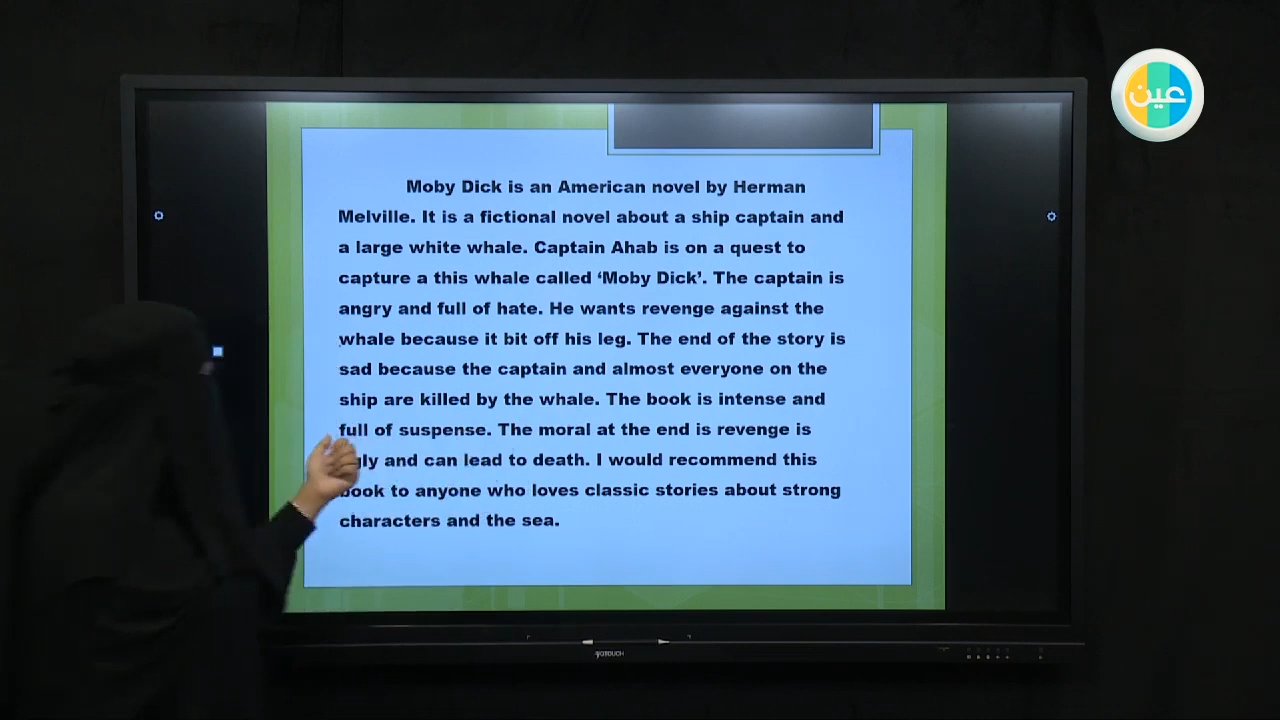 عين
Moby Dick is an American novel by Herman
Melville. It is a fictional novel about a ship captain and
a large white whale. Captain Ahab is on a quest to
capture a this whale called ‘Moby Dick’. The captain is
angry and full of hate. He wants revenge against the
whale because it bit off his leg. The end of the story is
sad because the captain and almost everyone on the
ship are killed by the whale. The book is intense and
full of suspense. The moral at the end is revenge is
ugly and can lead to death. I would recommend this
book to anyone who loves classic stories about strong
characters and the sea.